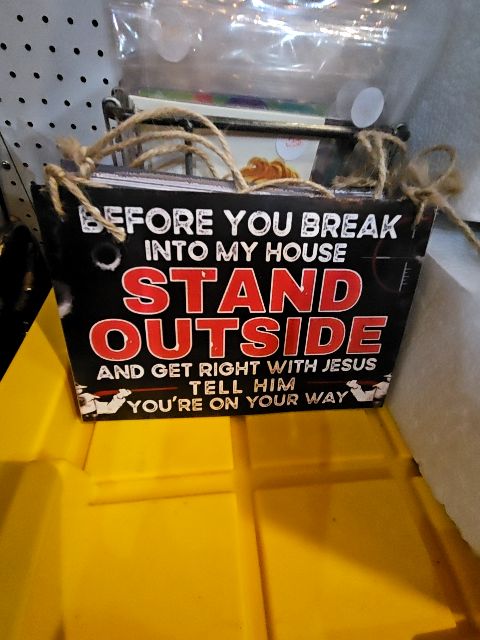 BEFORE YOU BREAK
INTO MY HOUSE
STAND
OUTSIDE
AND GET RIGHT WITH JESUS
TELL HIM
YOU'RE ON YOUR WAY